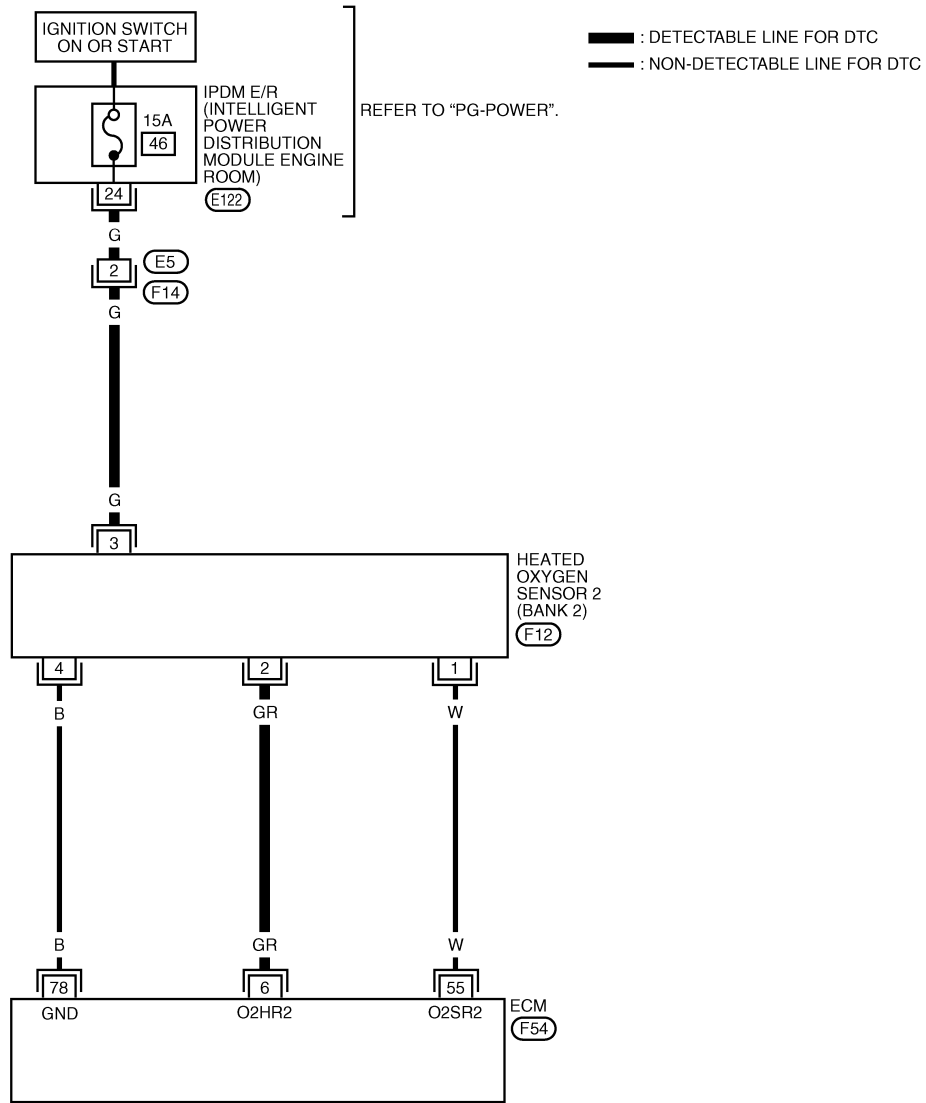 IGNITION SWITCH
ON OR START
: DETECTABLE LINE FOR DTC
: NON-DETECTABLE LINE FOR DTC
IPDM E/R
(INTELLIGENT
POWER
DISTRIBUTION
MODULE ENGINE
ROOM)
E122
REFER TO “PG-POWER”.
15A
46
24
G
2
E5
F14
G
G
3
HEATED
OXYGEN
SENSOR 2
(BANK 2)
F12
4
2
1
B
GR
W
B
GR
W
78
6
55
GND
O2HR2
O2SR2
ECM
F54